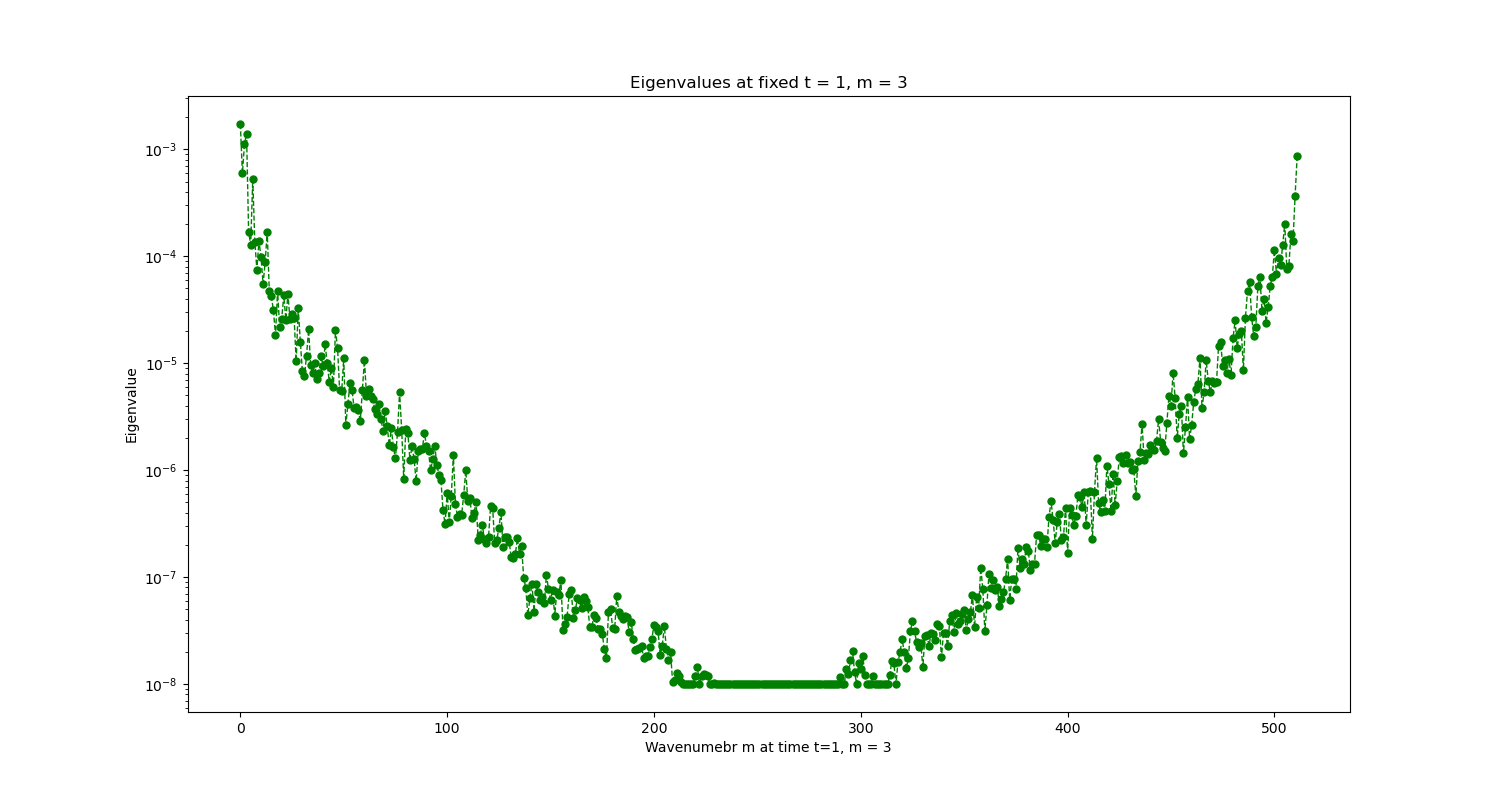 Eigenvalues at fixed t = 1, m = 3
Eigenvalue
10⁻³
10⁻⁴
10⁻⁵
10⁻⁶
10⁻⁷
10⁻⁸
0 100 200 300 400 500
Wavenumebr m at time t=1, m = 3